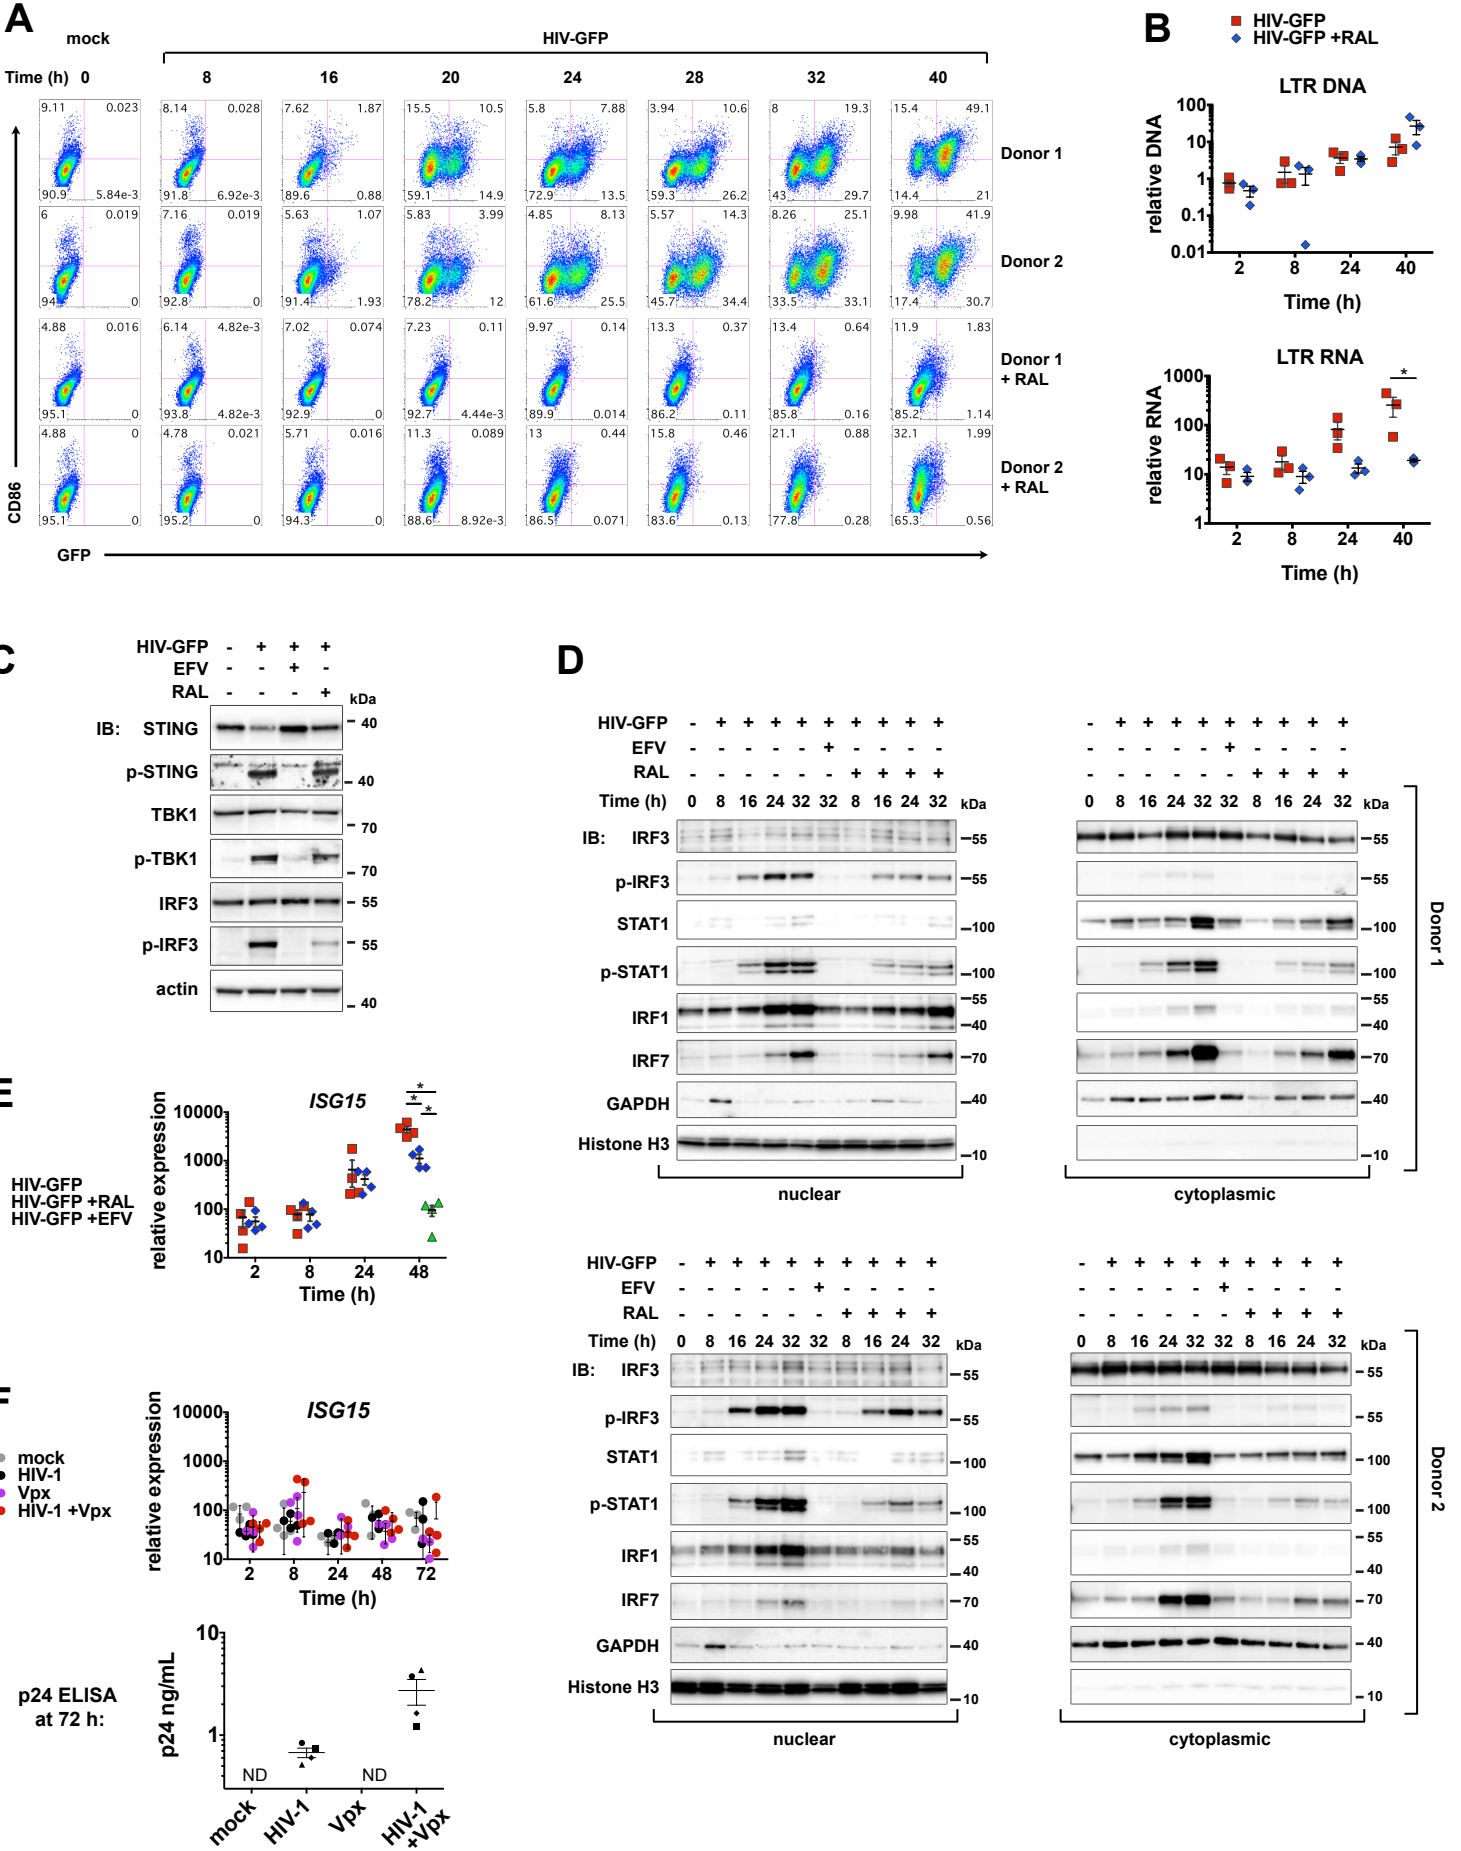 A
mock
HIV-GFP
Time (h) 0 8 16 20 24 28 32 40
9.11 0.023 8.14 0.028 7.62 1.87 15.5 10.5 5.8 7.88 3.94 10.6 8 19.3 15.4 49.1
Donor 1
90.9 5.84e-3 91.8 6.92e-3 89.6 0.88 59.1 14.9 72.9 13.5 59.3 26.2 43 29.7 14.4 21
6 0.019 7.16 0.019 5.63 1.07 5.83 3.99 4.85 8.13 5.57 14.3 8.26 25.1 9.98 41.9
Donor 2
94 0 92.8 0 91.4 1.93 78.2 12 61.6 25.5 45.7 34.4 33.5 33.1 17.4 30.7
4.88 0.016 6.14 4.82e-3 7.02 0.074 7.23 0.11 9.97 0.14 13.3 0.37 13.4 0.64 11.9 1.83
Donor 1
+ RAL
95.1 0 93.8 4.82e-3 92.9 0 92.7 4.44e-3 89.9 0.014 86.2 0.11 85.8 0.16 85.2 1.14
4.88 0 4.78 0.021 5.71 0.016 11.3 0.089 13 0.44 15.8 0.46 21.1 0.88 32.1 1.99
Donor 2
+ RAL
95.1 0 95.2 0 94.3 0 88.6 8.92e-3 86.5 0.071 83.6 0.13 77.8 0.28 65.3 0.56
CD86
GFP
B
HIV-GFP
HIV-GFP +RAL
LTR DNA
relative DNA
100
10
1
0.1
0.01
2 8 24 40
Time (h)
LTR RNA
relative RNA
1000
100
10
1
*
2 8 24 40
Time (h)
C
HIV-GFP - + + +
EFV - - + -
RAL - - - +
kDa
IB: STING 40
p-STING 40
TBK1 70
p-TBK1 70
IRF3 55
p-IRF3 55
actin 40
D
HIV-GFP - + + + + + + + + +
EFV - - - - - + - - - -
RAL - - - - - - + + + +
Time (h) 0 8 16 24 32 32 8 16 24 32 kDa
IB: IRF3 55
p-IRF3 55
STAT1 100
p-STAT1 100
IRF1 55
40
IRF7 70
GAPDH 40
Histone H3 10
nuclear
- + + + + + + + + +
- - - - - + - - - -
- - - - - - + + + +
0 8 16 24 32 32 8 16 24 32 kDa
55
55
100
100
55
40
70
40
10
cytoplasmic
Donor 1
HIV-GFP - + + + + + + + + +
EFV - - - - - + - - - -
RAL - - - - - - + + + +
Time (h) 0 8 16 24 32 32 8 16 24 32 kDa
IB: IRF3 55
p-IRF3 55
STAT1 100
p-STAT1 100
IRF1 55
40
IRF7 70
GAPDH 40
Histone H3 10
nuclear
- + + + + + + + + +
- - - - - + - - - -
- - - - - - + + + +
0 8 16 24 32 32 8 16 24 32 kDa
55
55
100
100
55
40
70
40
10
cytoplasmic
Donor 2
E
HIV-GFP
HIV-GFP +RAL
HIV-GFP +EFV
ISG15
relative expression
10000
1000
100
10
*
* *
2 8 24 48
Time (h)
F
mock
HIV-1
Vpx
HIV-1 +Vpx
ISG15
relative expression
10000
1000
100
10
2 8 24 48 72
Time (h)
p24 ELISA
at 72 h:
p24 ng/mL
10
1
ND ND
mock HIV-1 Vpx HIV-1
+Vpx